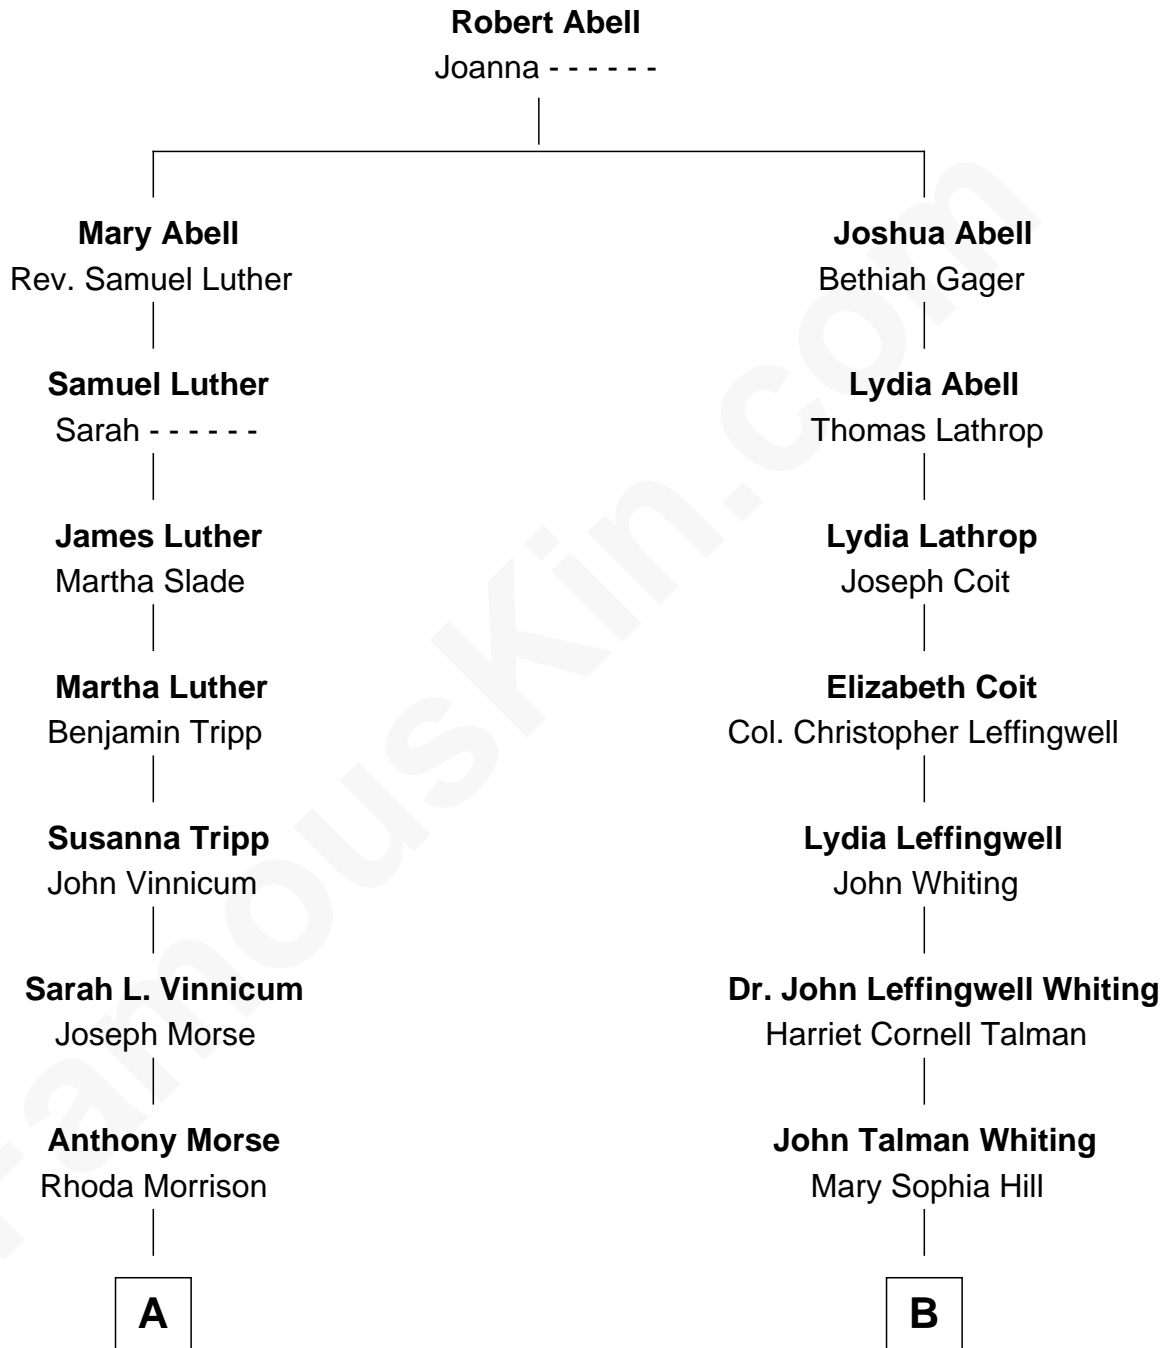 Robert Abell
Joanna - - - - - -
Mary Abell
Rev. Samuel Luther
Joshua Abell
Bethiah Gager
Samuel Luther
Sarah - - - - - -
Lydia Abell
Thomas Lathrop
James Luther
Martha Slade
Lydia Lathrop
Joseph Coit
Martha Luther
Benjamin Tripp
Elizabeth Coit
Col. Christopher Leffingwell
Susanna Tripp
John Vinnicum
Lydia Leffingwell
John Whiting
Sarah L. Vinnicum
Joseph Morse
Dr. John Leffingwell Whiting
Harriet Cornell Talman
Anthony Morse
Rhoda Morrison
John Talman Whiting
Mary Sophia Hill
A
B
FamousKin.com